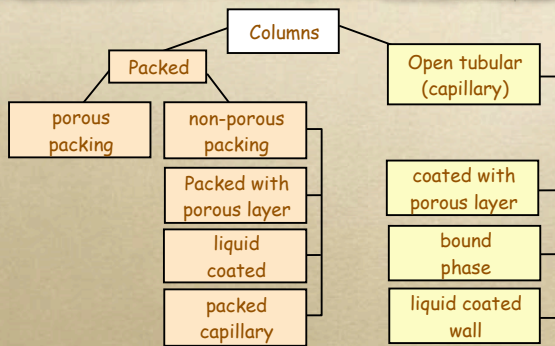 Columns
Packed
Open tubular
(capillary)
porous
packing
non-porous
packing
Packed with
porous layer
coated with
porous layer
liquid
coated
bound
phase
packed
capillary
liquid coated
wall